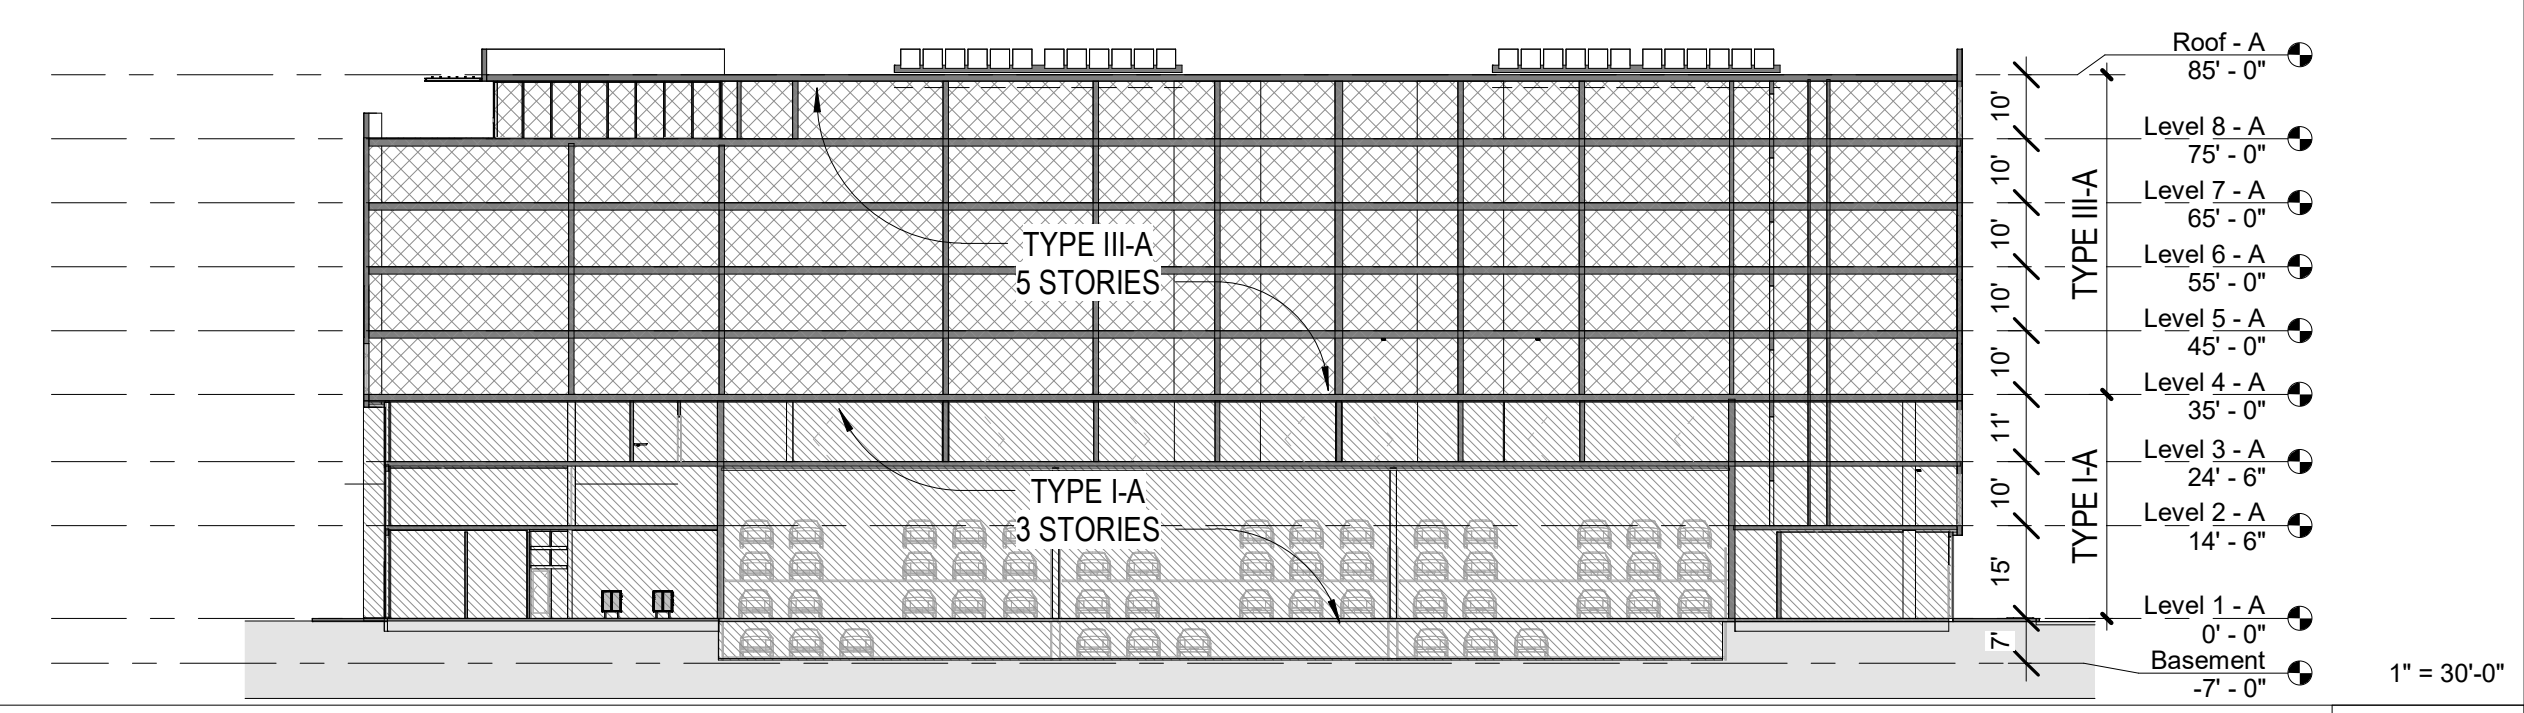 Roof - A
85' - 0"
10'
Level 8 - A
75' - 0"
10'
Level 7 - A
65' - 0"
10'
TYPE III-A
Level 6 - A
55' - 0"
10'
Level 5 - A
45' - 0"
10'
Level 4 - A
35' - 0"
11'
Level 3 - A
24' - 6"
10'
TYPE I-A
Level 2 - A
14' - 6"
15'
Level 1 - A
0' - 0"
7'
Basement
-7' - 0"
TYPE III-A
5 STORIES
TYPE I-A
3 STORIES
1" = 30'-0"